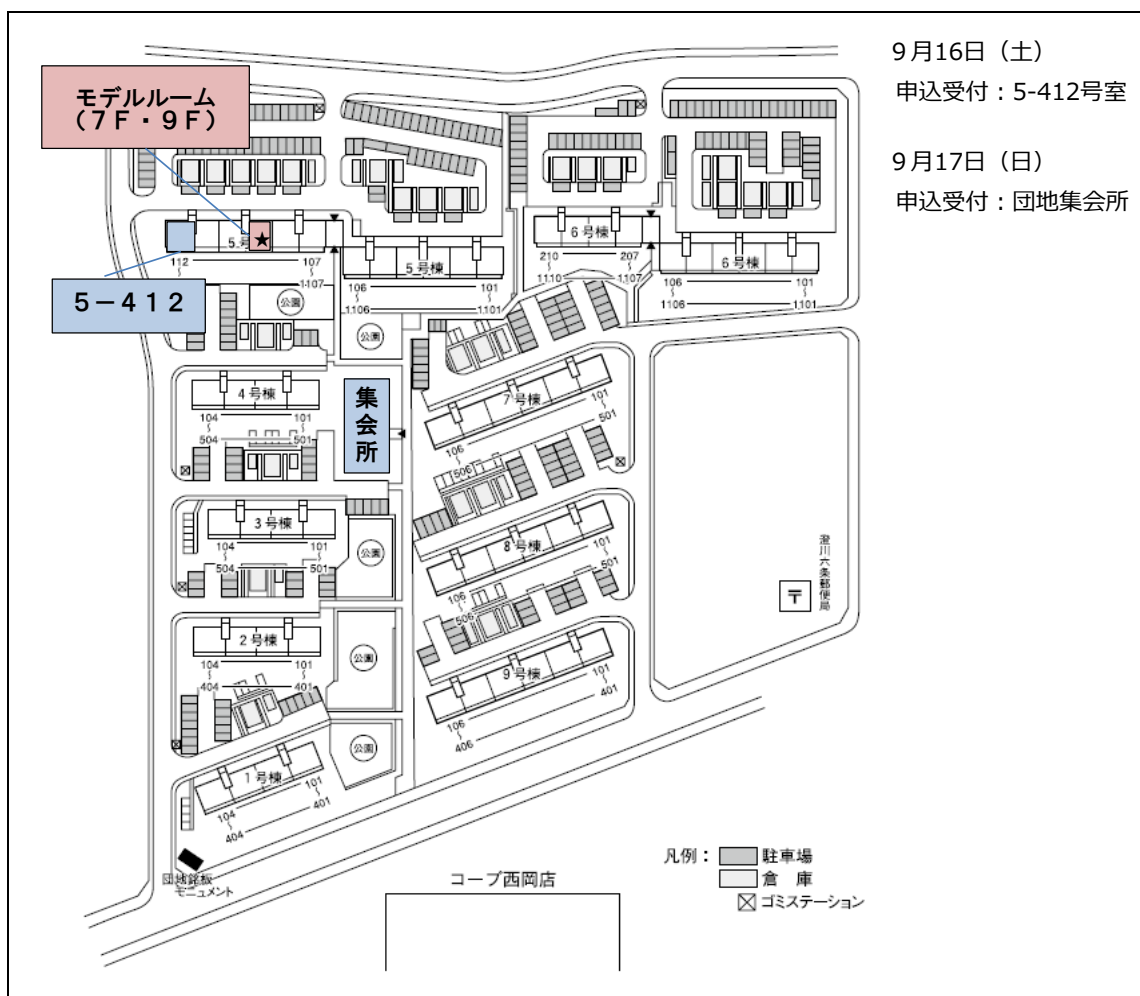 9月16日（土）
申込受付：5-412号室
9月17日（日）
申込受付：団地集会所
モデルルーム
（7F・9F）
★
5号棟
112
～
107
～
1107
5－412
5号棟
106
～
1106
101
～
1101
6号棟
210
～
1110
207
～
1107
6号棟
106
～
1106
101
～
1101
公園
公園
4号棟
104
～
504
101
～
501
集会所
7号棟
106
～
506
101
～
501
3号棟
104
～
504
101
～
501
公園
8号棟
106
～
506
101
～
501
澄川六条郵便局
〒
2号棟
104
～
404
101
～
401
公園
9号棟
106
～
406
101
～
401
公園
1号棟
104
～
404
101
～
401
団地銘板
モニュメント
コープ西岡店
凡例：
駐車場
倉　庫
ゴミステーション